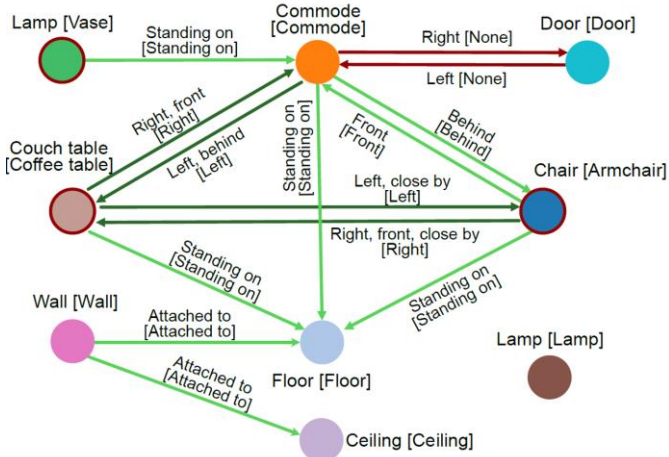 Lamp [Vase]
Standing on
[Standing on]
Commode
[Commode]
Right [None]
Left [None]
Door [Door]
Right, front
[Right]
Left, behind
[Left]
Standing on
[Standing on]
Behind
[Behind]
Front
[Front]
Couch table
[Coffee table]
Left, close by
[Left]
Right, front, close by
[Right]
Chair [Armchair]
Standing on
[Standing on]
Standing on
[Standing on]
Wall [Wall]
Attached to
[Attached to]
Attached to
[Attached to]
Floor [Floor]
Lamp [Lamp]
Ceiling [Ceiling]